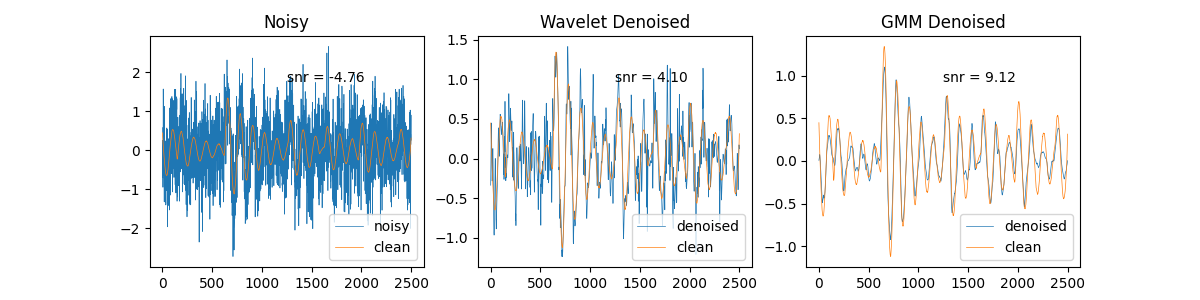 Noisy
snr = -4.76
2
1
0
−1
−2
noisy
clean
0 500 1000 1500 2000 2500
Wavelet Denoised
snr = 4.10
1.5
1.0
0.5
0.0
−0.5
−1.0
denoised
clean
0 500 1000 1500 2000 2500
GMM Denoised
snr = 9.12
1.0
0.5
0.0
−0.5
−1.0
denoised
clean
0 500 1000 1500 2000 2500